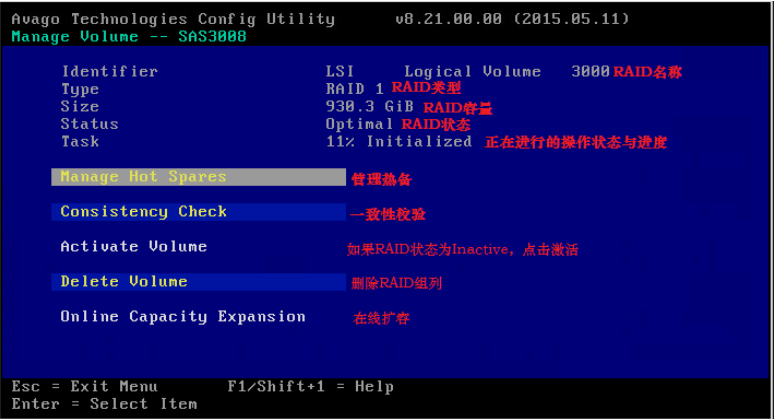 Avago Technologies Config Utility v8.21.00.00 (2015.05.11)
Manage Volume -- SAS3008
Identifier LSI Logical Volume 3000 RAID名称
Type RAID 1 RAID类型
Size 930.3 GiB RAID容量
Status Optimal RAID状态
Task 11% Initialized 正在进行的操作状态与进度
Manage Hot Spares 管理热备
Consistency Check 一致性校验
Activate Volume 如果RAID状态为Inactive，点击激活
Delete Volume 删除RAID组列
Online Capacity Expansion 在线扩容
Esc = Exit Menu F1/Shift+1 = Help
Enter = Select Item